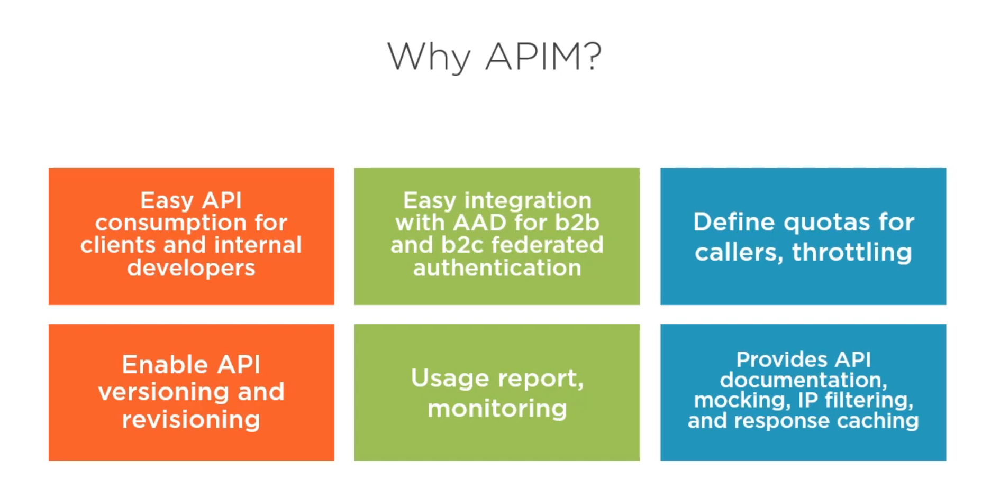 Why APIM?
Easy API
consumption for
clients and internal
developers
Easy integration
with AAD for b2b
and b2c federated
authentication
Define quotas for
callers, throttling
Enable API
versioning and
revisioning
Usage report,
monitoring
Provides API
documentation,
mocking, IP filtering,
and response caching